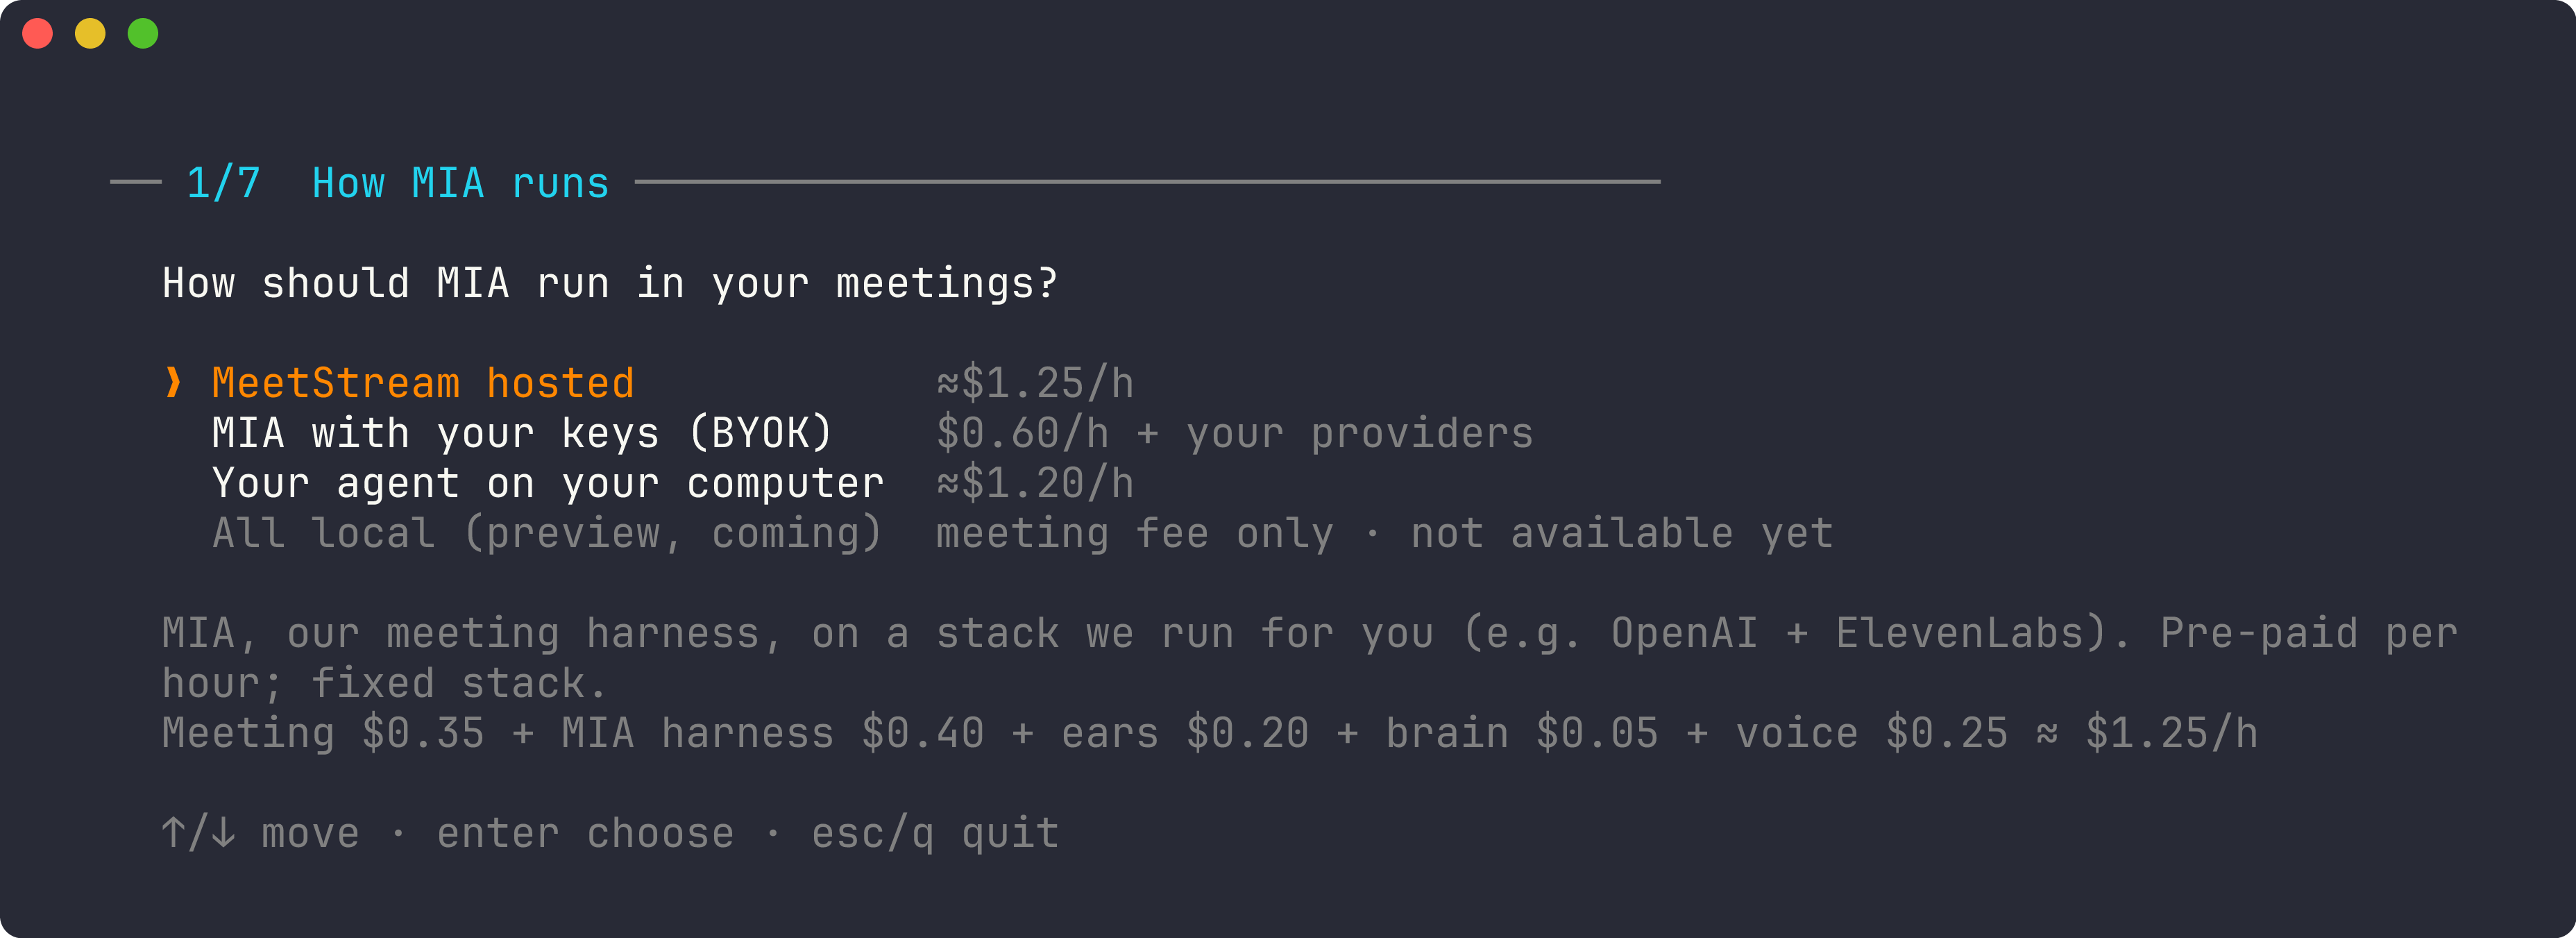 1/7  How MIA runs
How should MIA run in your meetings?
❯ MeetStream hosted  ≈$1.25/h
MIA with your keys (BYOK)  $0.60/h + your providers
Your agent on your computer  ≈$1.20/h
All local (preview, coming)  meeting fee only · not available yet
MIA, our meeting harness, on a stack we run for you (e.g. OpenAI + ElevenLabs). Pre-paid per
hour; fixed stack.
Meeting $0.35 + MIA harness $0.40 + ears $0.20 + brain $0.05 + voice $0.25 ≈ $1.25/h
↑/↓ move · enter choose · esc/q quit